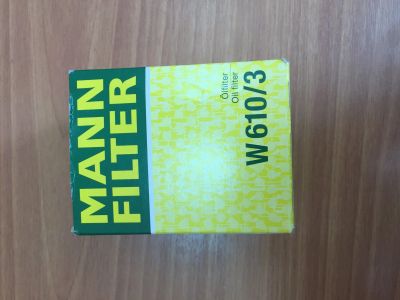 MANN
FILTER
Ölfilter
Oil filter
W 610/3